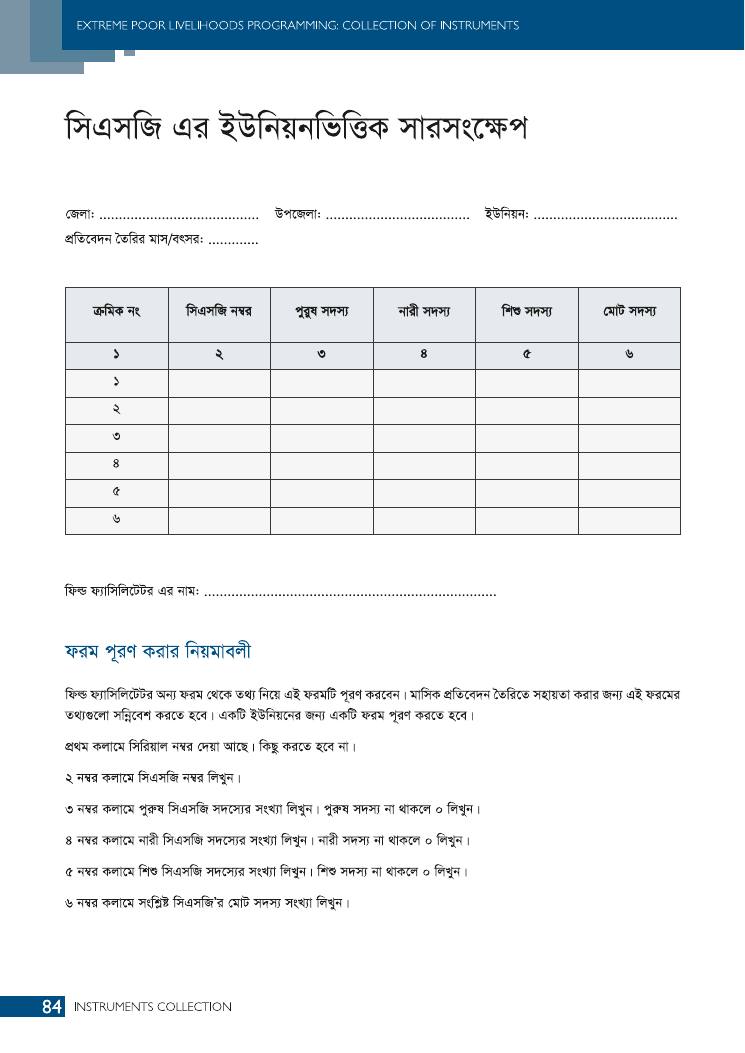 EXTREME POOR LIVELIHOODS PROGRAMMING: COLLECTION OF INSTRUMENTS
সিএসজি এর ইউনিয়নভিত্তিক সারসংক্ষেপ
জেলা: ......................................... উপজেলা: ..................................... ইউনিয়ন: .....................................
প্রতিবেদন তৈরির মাস/বৎসর: .............
ক্রমিক নং সিএসজি নম্বর পুরুষ সদস্য নারী সদস্য শিশু সদস্য মোট সদস্য
১ ২ ৩ ৪ ৫ ৬
১
২
৩
৪
৫
৬
ফিল্ড ফ্যাসিলিটেটর এর নাম: ...........................................................................
ফরম পূরণ করার নিয়মাবলী
ফিল্ড ফ্যাসিলিটেটর অন্য ফরম থেকে তথ্য নিয়ে এই ফরমটি পূরণ করবেন। মাসিক প্রতিবেদন তৈরিতে সহায়তা করার জন্য এই ফরমের
তথ্যগুলো সন্নিবেশ করতে হবে। একটি ইউনিয়নের জন্য একটি ফরম পূরণ করতে হবে।
প্রথম কলামে সিরিয়াল নম্বর দেয়া আছে। কিছু করতে হবে না।
২ নম্বর কলামে সিএসজি নম্বর লিখুন।
৩ নম্বর কলামে পুরুষ সিএসজি সদস্যের সংখ্যা লিখুন। পুরুষ সদস্য না থাকলে ০ লিখুন।
৪ নম্বর কলামে নারী সিএসজি সদস্যের সংখ্যা লিখুন। নারী সদস্য না থাকলে ০ লিখুন।
৫ নম্বর কলামে শিশু সিএসজি সদস্যের সংখ্যা লিখুন। শিশু সদস্য না থাকলে ০ লিখুন।
৬ নম্বর কলামে সংশ্লিষ্ট সিএসজি'র মোট সদস্য সংখ্যা লিখুন।
84 INSTRUMENTS COLLECTION